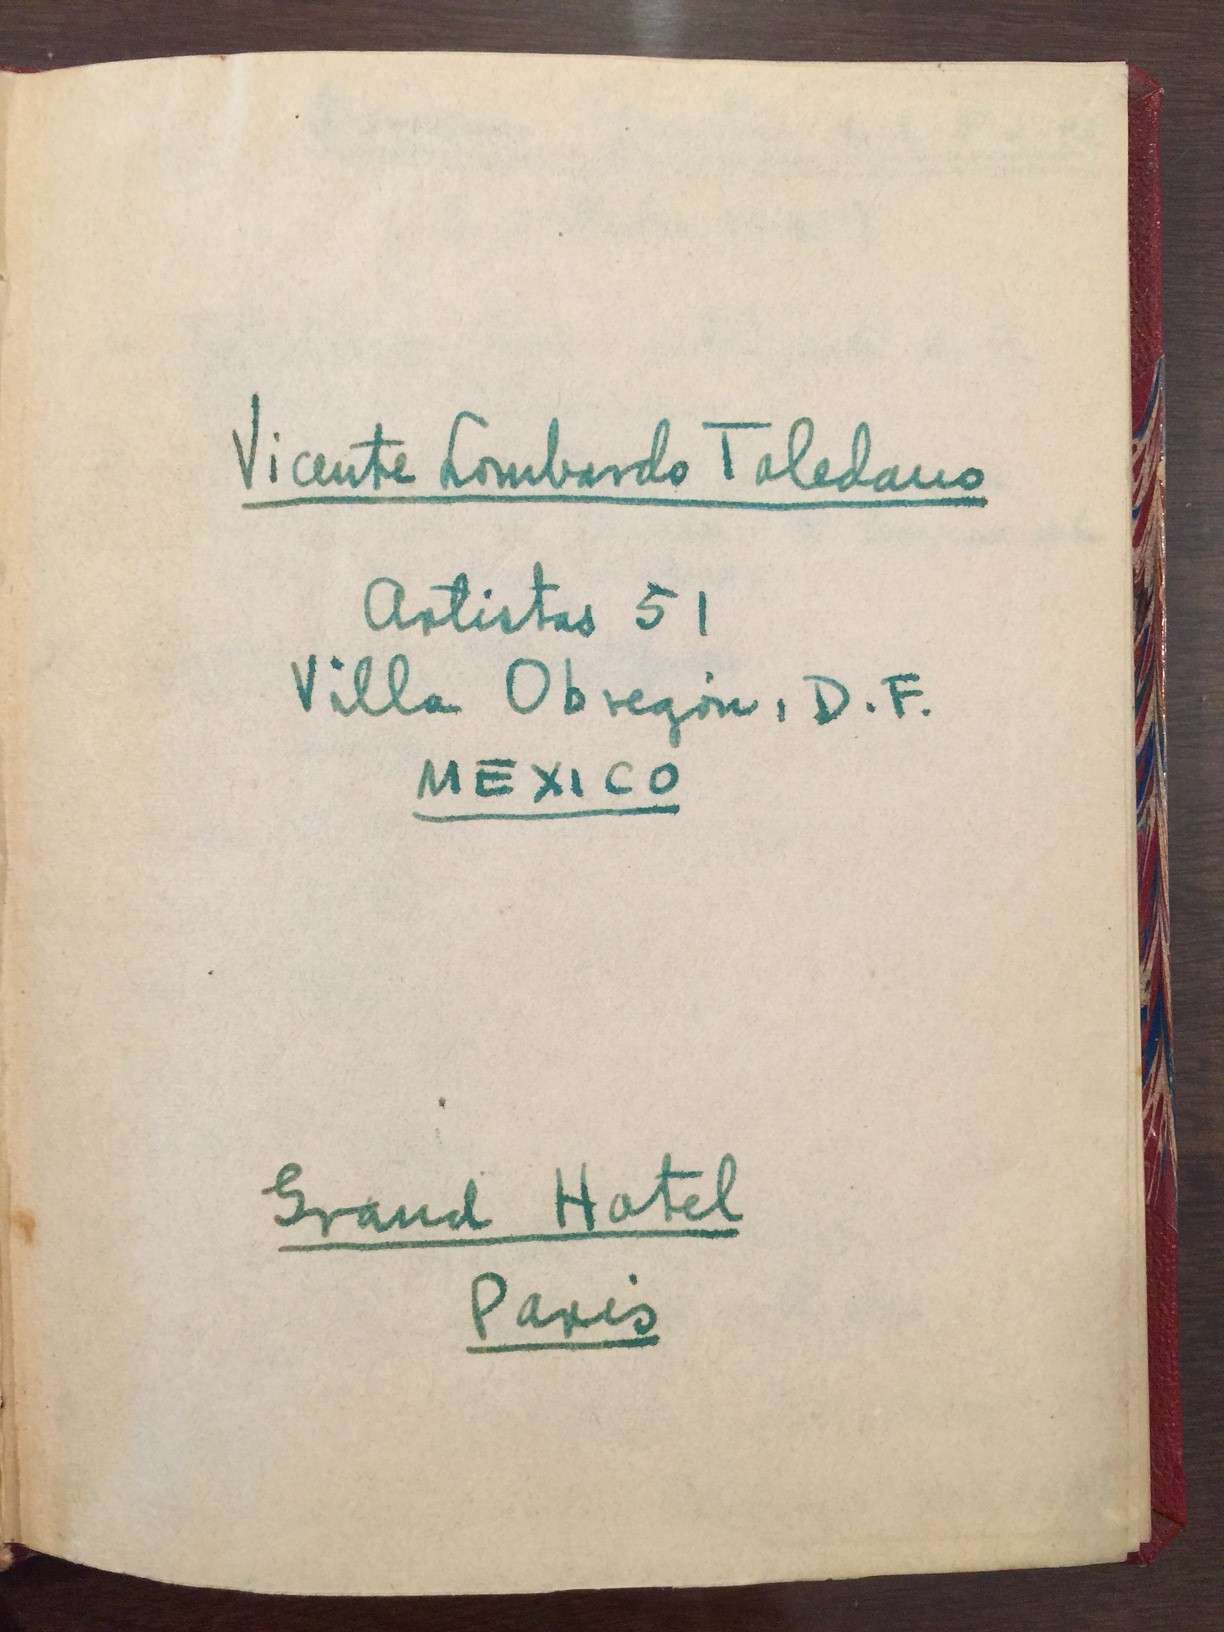 Vicente Lombardo Toledano
Artistas 51
Villa Obregón, D.F.
MEXICO
Grand Hotel
Paris